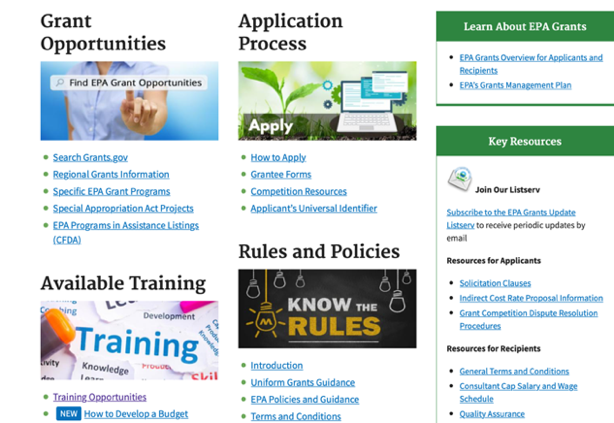 Grant
Opportunities
Find EPA Grant Opportunities
Search Grants.gov
Regional Grants Information
Specific EPA Grant Programs
Special Appropriation Act Projects
EPA Programs in Assistance Listings
(CFDA)
Available Training
Development
Training
Knowledge
Learn
Skil
Training Opportunities
NEW How to Develop a Budget
Application
Process
Apply
How to Apply
Grantee Forms
Competition Resources
Applicant's Universal Identifier
Rules and Policies
KNOW THE
RULES
Introduction
Uniform Grants Guidance
EPA Policies and Guidance
Terms and Conditions
Learn About EPA Grants
EPA Grants Overview for Applicants and
Recipients
EPA's Grants Management Plan
Key Resources
Join Our Listserv
Subscribe to the EPA Grants Update
Listserv to receive periodic updates by
email
Resources for Applicants
Solicitation Clauses
Indirect Cost Rate Proposal Information
Grant Competition Dispute Resolution
Procedures
Resources for Recipients
General Terms and Conditions
Consultant Cap Salary and Wage
Schedule
Quality Assurance